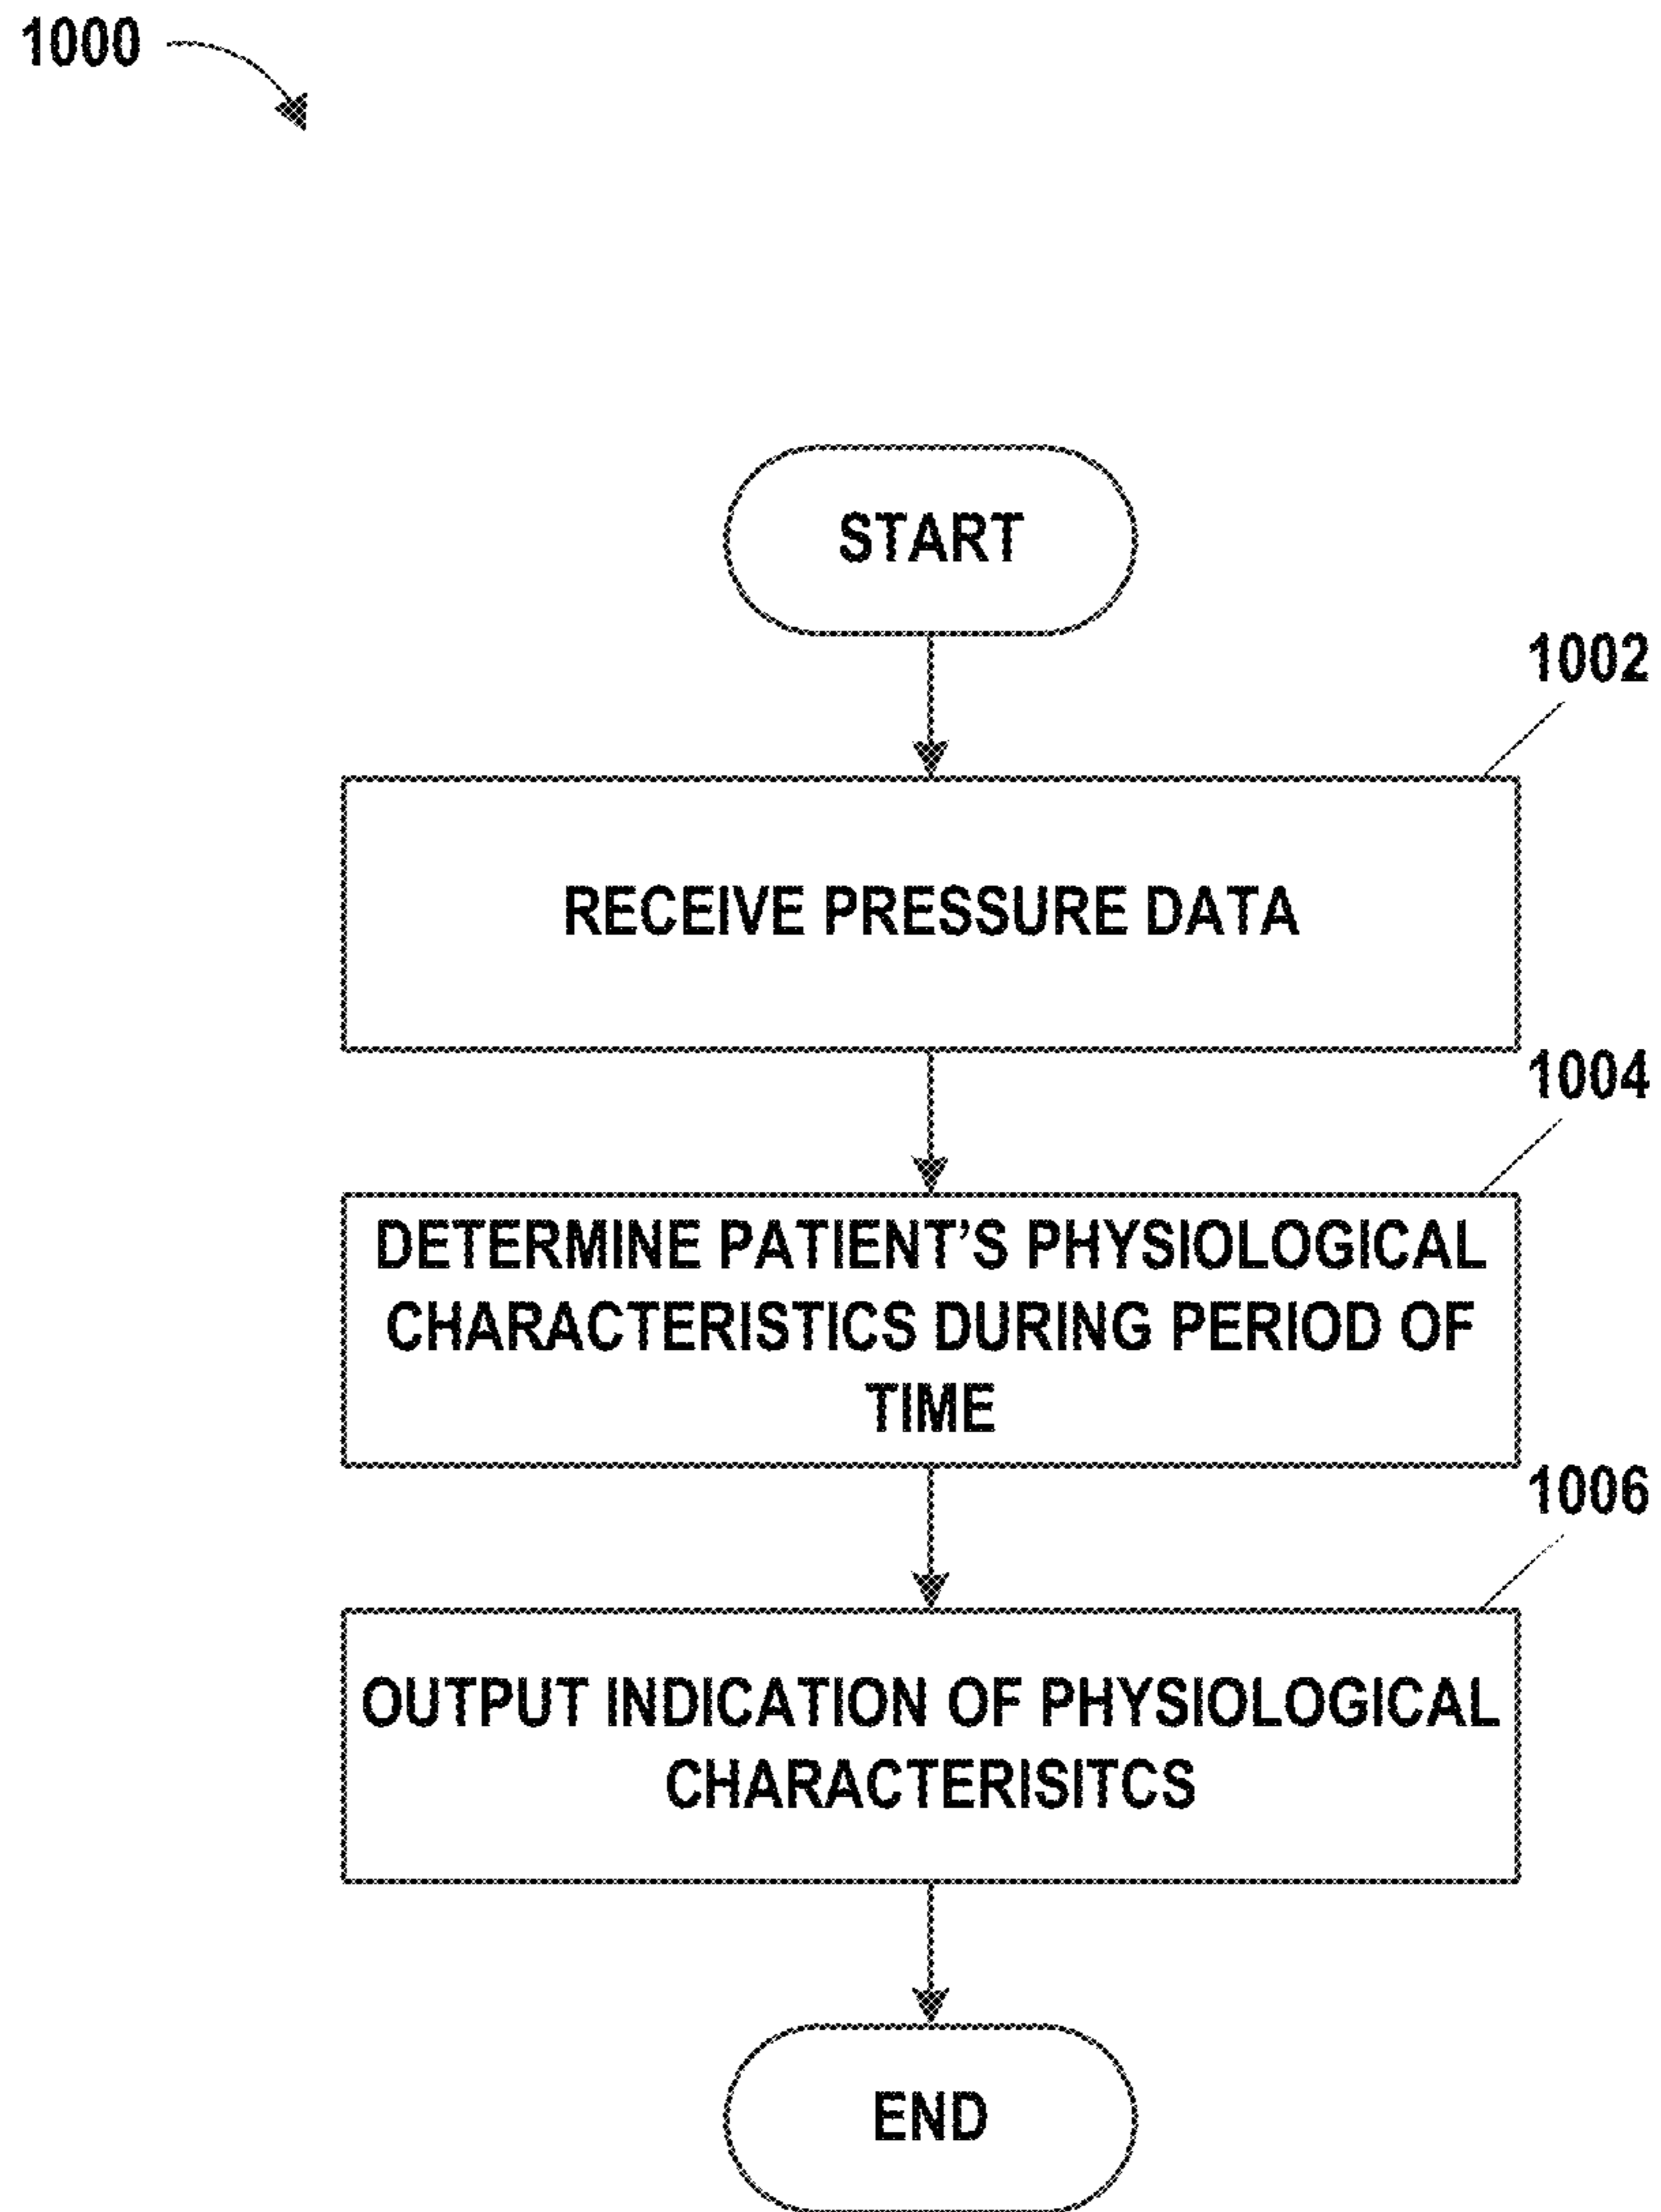 1000
START
1002
RECEIVE PRESSURE DATA
1004
DETERMINE PATIENT’S PHYSIOLOGICAL
CHARACTERISTICS DURING PERIOD OF
TIME
1006
OUTPUT INDICATION OF PHYSIOLOGICAL
CHARACTERISITCS
END